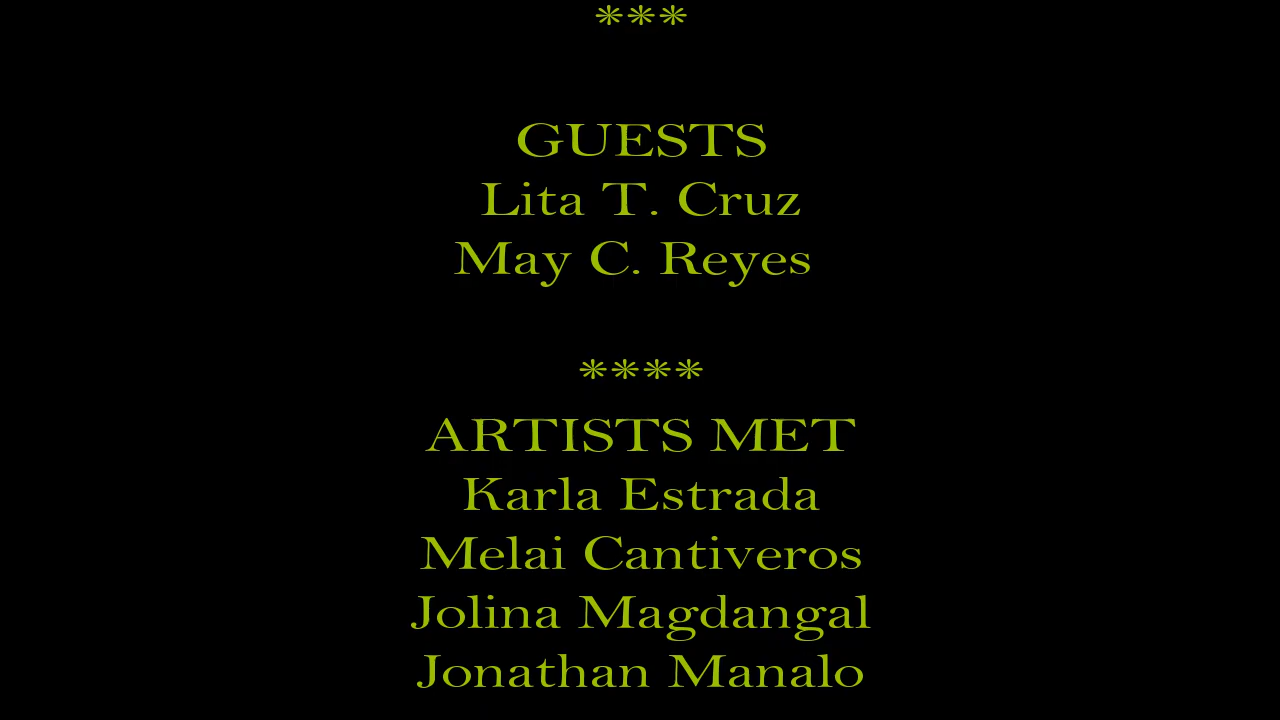 ***
GUESTS
Lita T. Cruz
May C. Reyes
****
ARTISTS MET
Karla Estrada
Melai Cantiveros
Jolina Magdangal
Jonathan Manalo